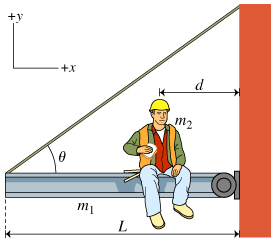 +y
+x
d
m₂
θ
m₁
L